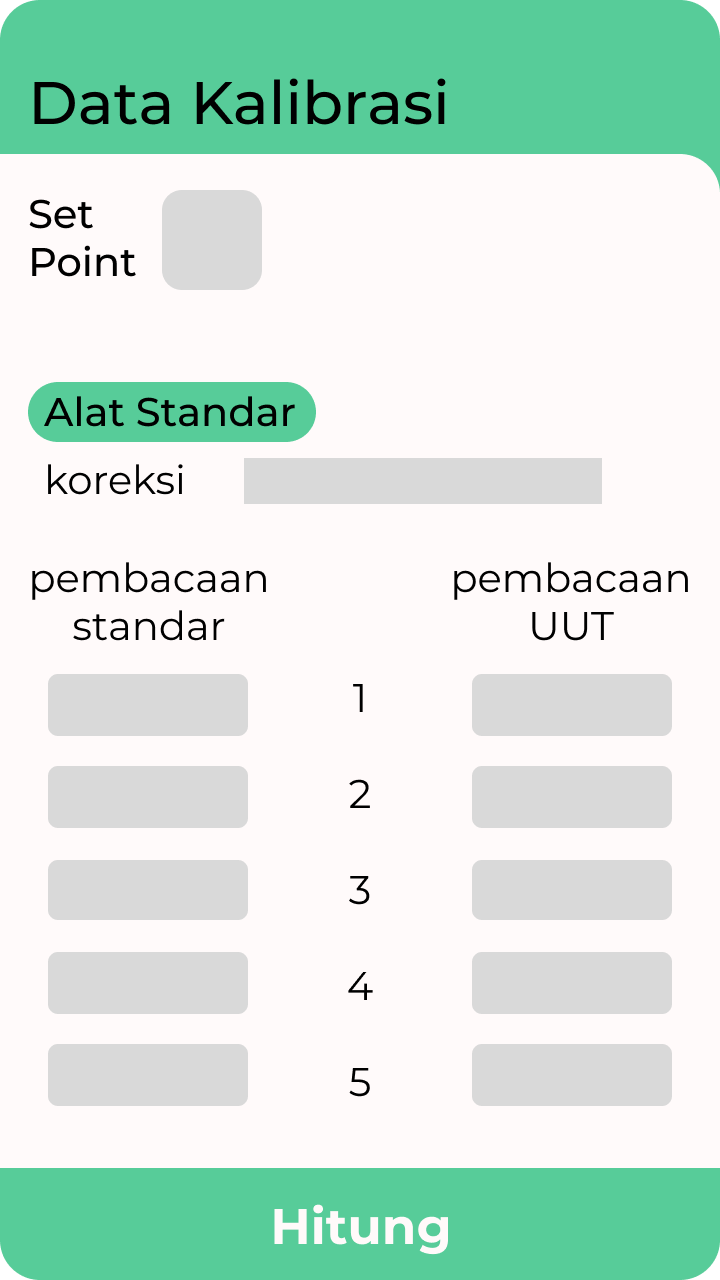 Data Kalibrasi
Set
Point
Alat Standar
koreksi
pembacaan
standar
pembacaan
UUT
1
2
3
4
5
Hitung